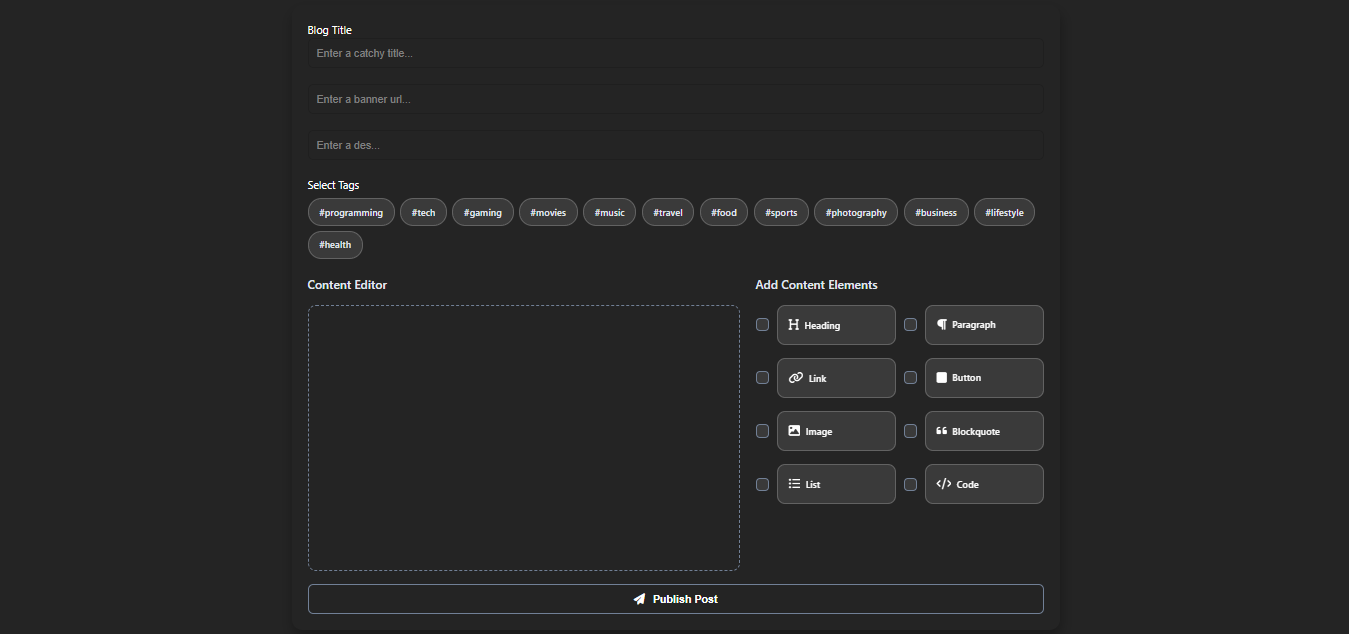 Blog Title
Enter a catchy title...
Enter a banner url...
Enter a des...
Select Tags
#programming #tech #gaming #movies #music #travel #food #sports #photography #business #lifestyle
#health
Content Editor Add Content Elements
Heading Paragraph
Link Button
Image Blockquote
List Code
Publish Post